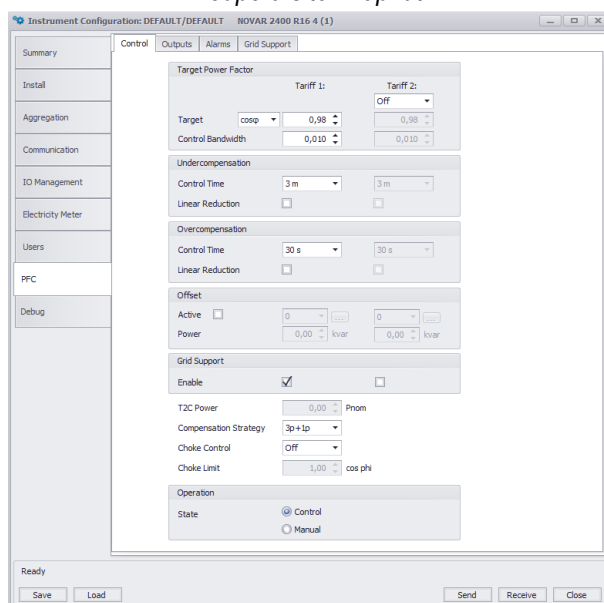 Instrument Configuration: DEFAULT/DEFAULT NOVAR 2400 R16 4 (1)
Summary
Install
Aggregation
Communication
IO Management
Electricity Meter
Users
PFC
Debug
Control Outputs Alarms Grid Support
Target Power Factor
Tariff 1: Tariff 2:
Off
Target cosφ 0,98 0,98
Control Bandwidth 0,010 0,010
Undercompensation
Control Time 3 m 3 m
Linear Reduction
Overcompensation
Control Time 30 s 30 s
Linear Reduction
Offset
Active 0 ... 0 ...
Power 0,00 kvar 0,00 kvar
Grid Support
Enable
T2C Power 0,00 Pnom
Compensation Strategy 3p+1p
Choke Control Off
Choke Limit 1,00 cos phi
Operation
State Control
Manual
Ready
Save Load Send Receive Close